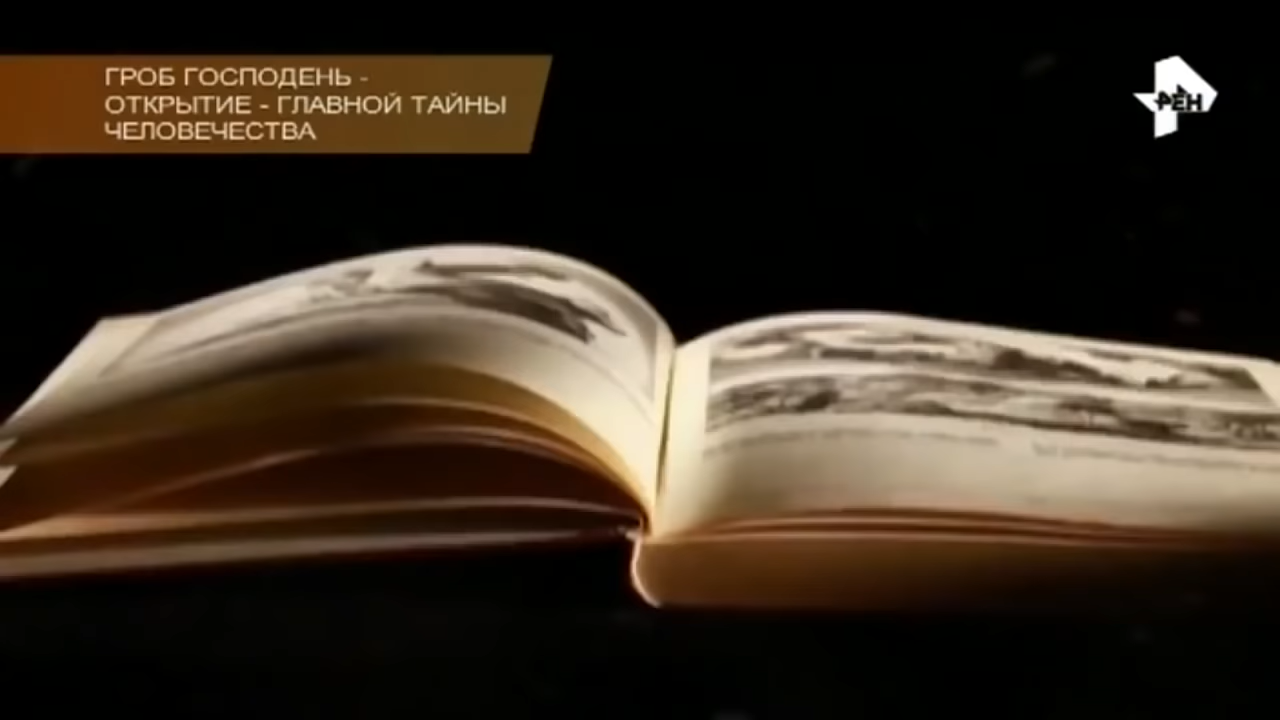 ГРОБ ГОСПОДЕНЬ -
ОТКРЫТИЕ - ГЛАВНОЙ ТАЙНЫ
ЧЕЛОВЕЧЕСТВА
РЕН